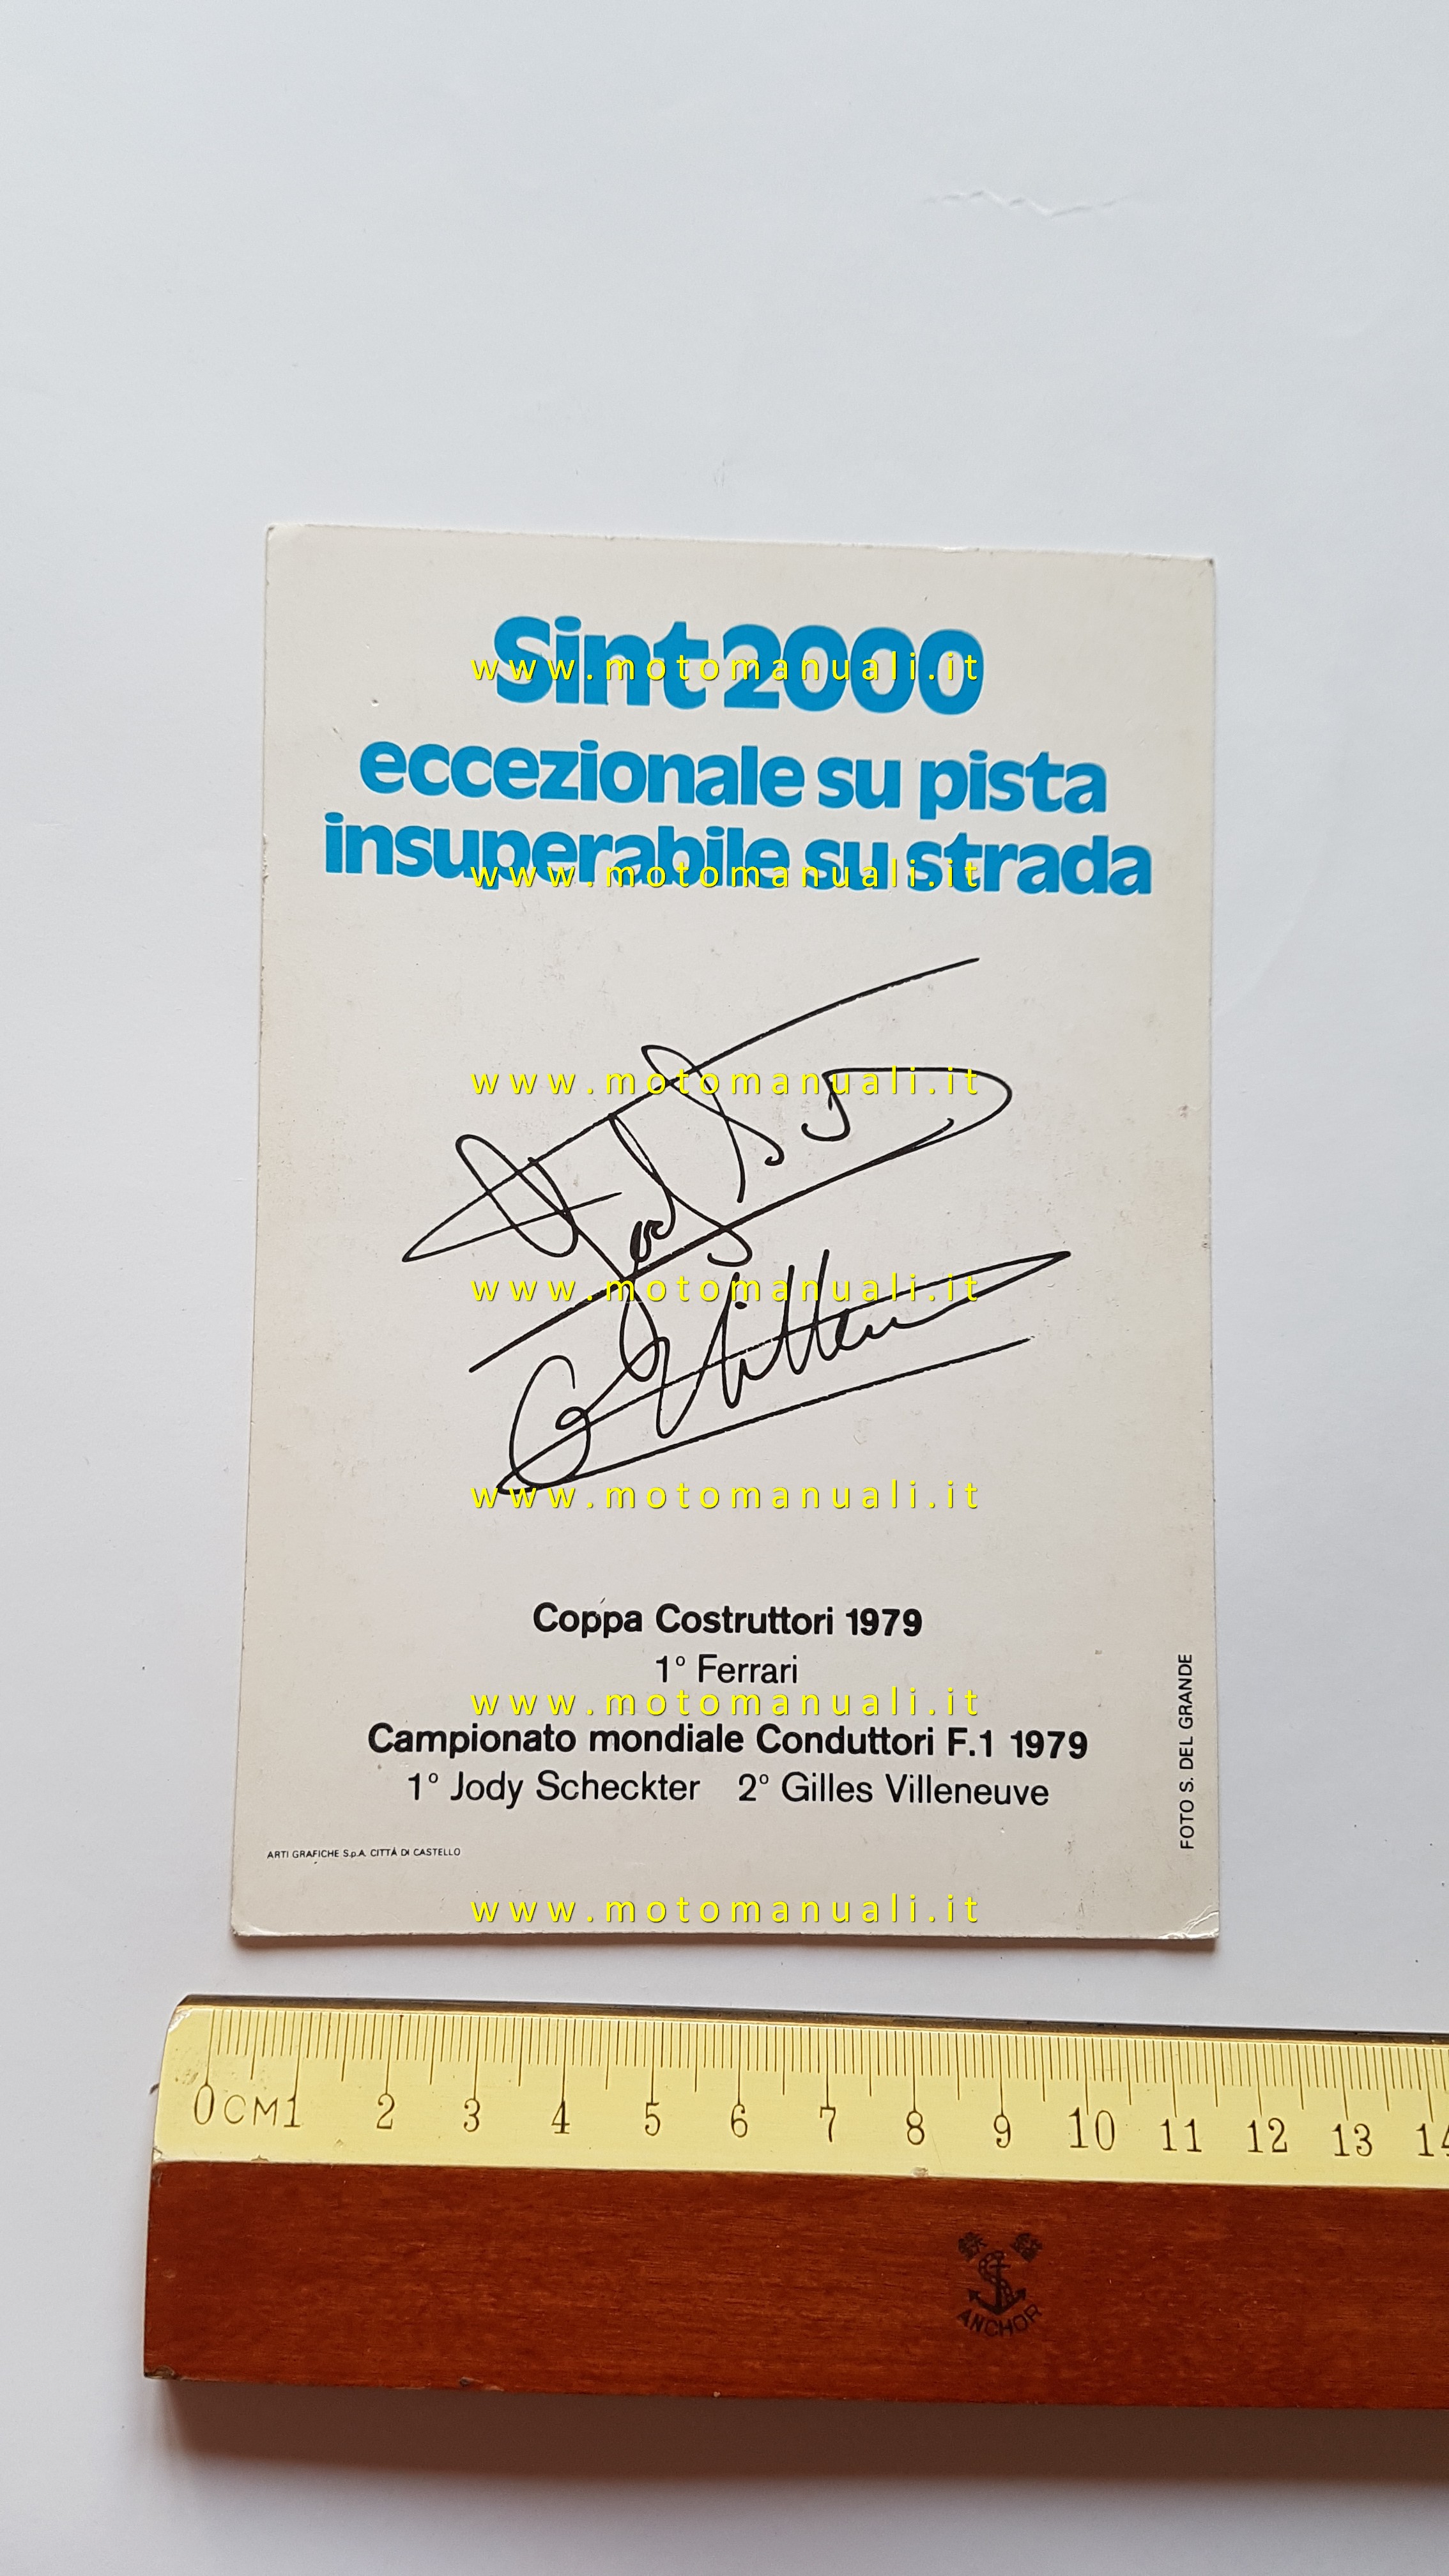 Sint 2000
www.motomanuali.it
eccezionale su pista
insuperabile su strada
www.motomanuali.it
www.motomanuali.it
Jody
www.motomanuali.it
G Villeneuve
www.motomanuali.it
Coppa Costruttori 1979
1° Ferrari
www.motomanuali.it
Campionato mondiale Conduttori F.1 1979
1° Jody Scheckter 2° Gilles Villeneuve
FOTO S. DEL GRANDE
ARTI GRAFICHE S.p.A. CITTÀ DI CASTELLO
www.motomanuali.it
0 CM 1 2 3 4 5 6 7 8 9 10 11 12 13 14
ANCHOR